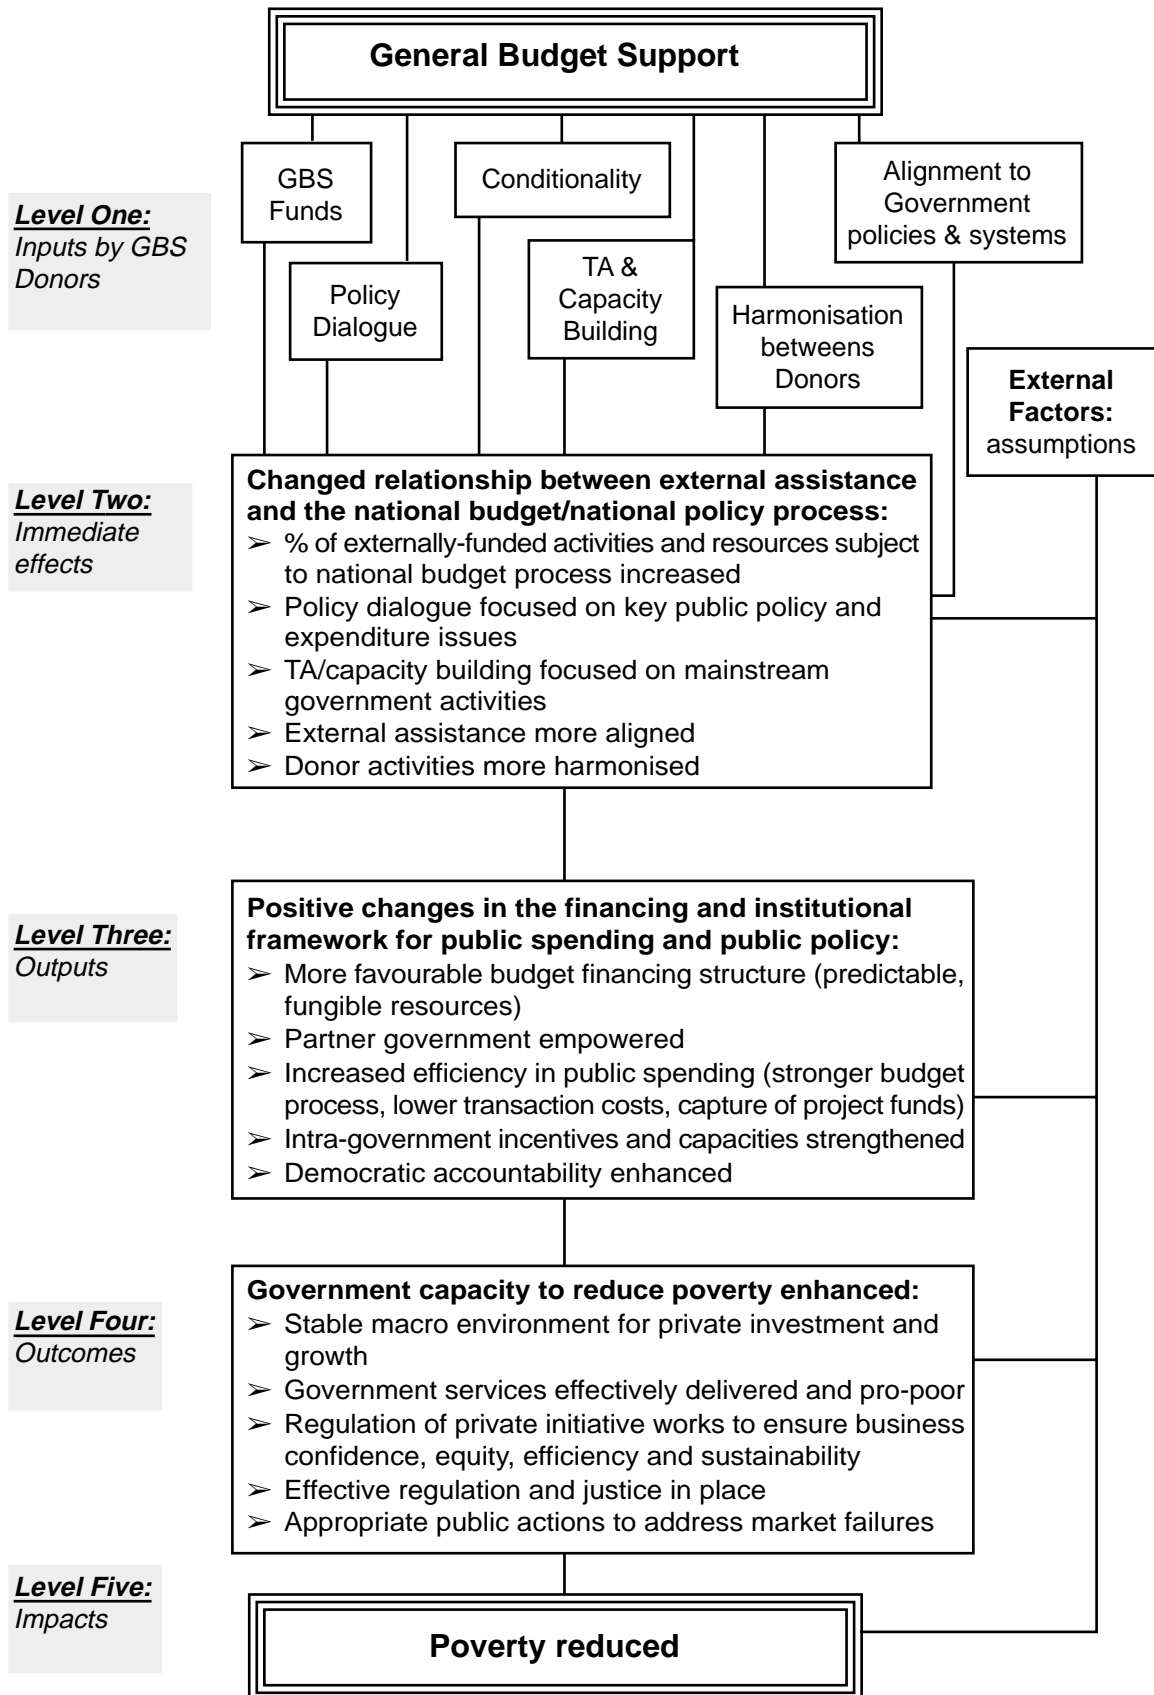 General Budget Support
GBS
Funds
Conditionality
Alignment to
Government
policies & systems
Level One:
Inputs by GBS
Donors
Policy
Dialogue
TA &
Capacity
Building
Harmonisation
betweens
Donors
External
Factors:
assumptions
Level Two:
Immediate
effects
Changed relationship between external assistance
and the national budget/national policy process:
➢ % of externally-funded activities and resources subject
to national budget process increased
➢ Policy dialogue focused on key public policy and
expenditure issues
➢ TA/capacity building focused on mainstream
government activities
➢ External assistance more aligned
➢ Donor activities more harmonised
Level Three:
Outputs
Positive changes in the financing and institutional
framework for public spending and public policy:
➢ More favourable budget financing structure (predictable,
fungible resources)
➢ Partner government empowered
➢ Increased efficiency in public spending (stronger budget
process, lower transaction costs, capture of project funds)
➢ Intra-government incentives and capacities strengthened
➢ Democratic accountability enhanced
Level Four:
Outcomes
Government capacity to reduce poverty enhanced:
➢ Stable macro environment for private investment and
growth
➢ Government services effectively delivered and pro-poor
➢ Regulation of private initiative works to ensure business
confidence, equity, efficiency and sustainability
➢ Effective regulation and justice in place
➢ Appropriate public actions to address market failures
Level Five:
Impacts
Poverty reduced